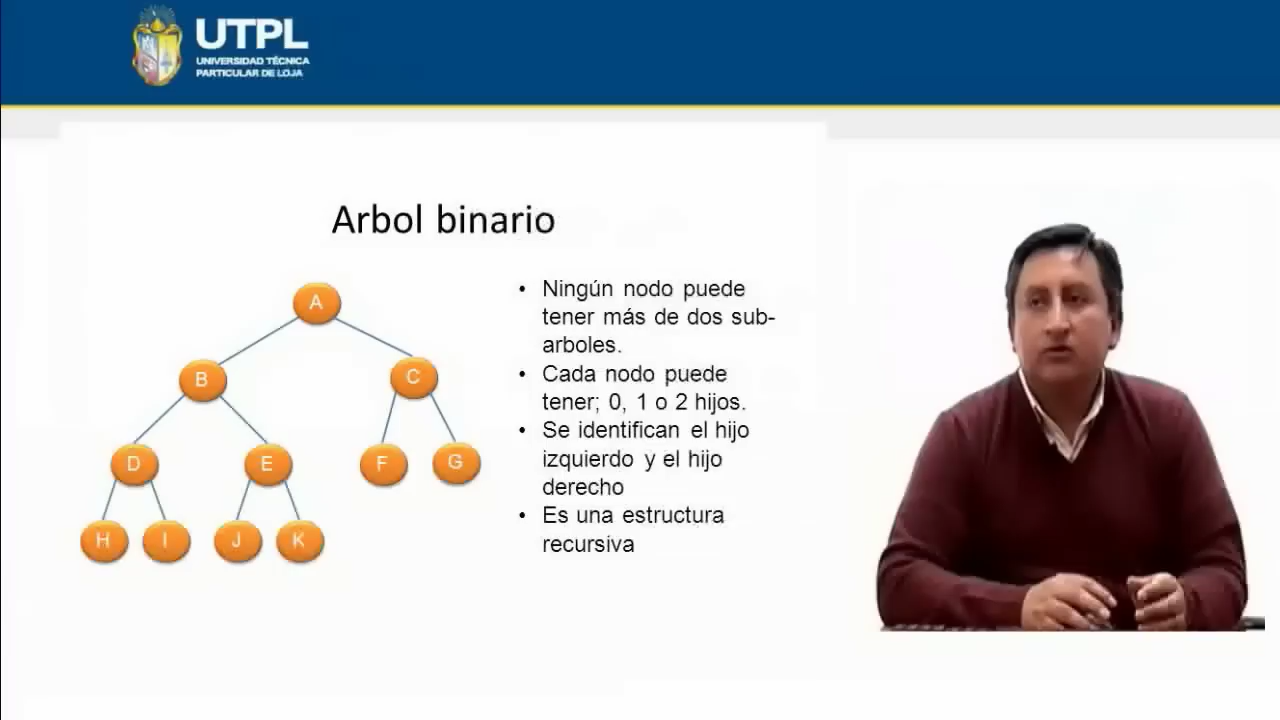 UTPL
UNIVERSIDAD TÉCNICA
PARTICULAR DE LOJA
Arbol binario
A
B
C
D
E
F
G
H
I
J
K
• Ningún nodo puede
tener más de dos sub-
arboles.
• Cada nodo puede
tener; 0, 1 o 2 hijos.
• Se identifican el hijo
izquierdo y el hijo
derecho
• Es una estructura
recursiva